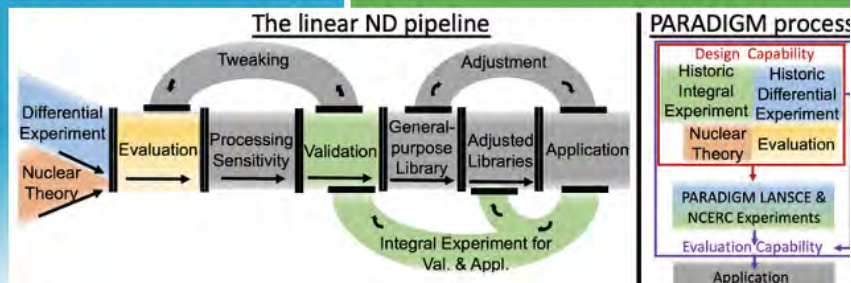 The linear ND pipeline
Tweaking
Adjustment
Differential
Experiment
Nuclear
Theory
Evaluation
Processing
Sensitivity
Validation
General-
purpose
Library
Adjusted
Libraries
Application
Integral Experiment for
Val. & Appl.
PARADIGM process
Design Capability
Historic
Integral
Experiment
Historic
Differential
Experiment
Nuclear
Theory
Evaluation
PARADIGM LANSCE &
NCERC Experiments
Evaluation Capability
Application